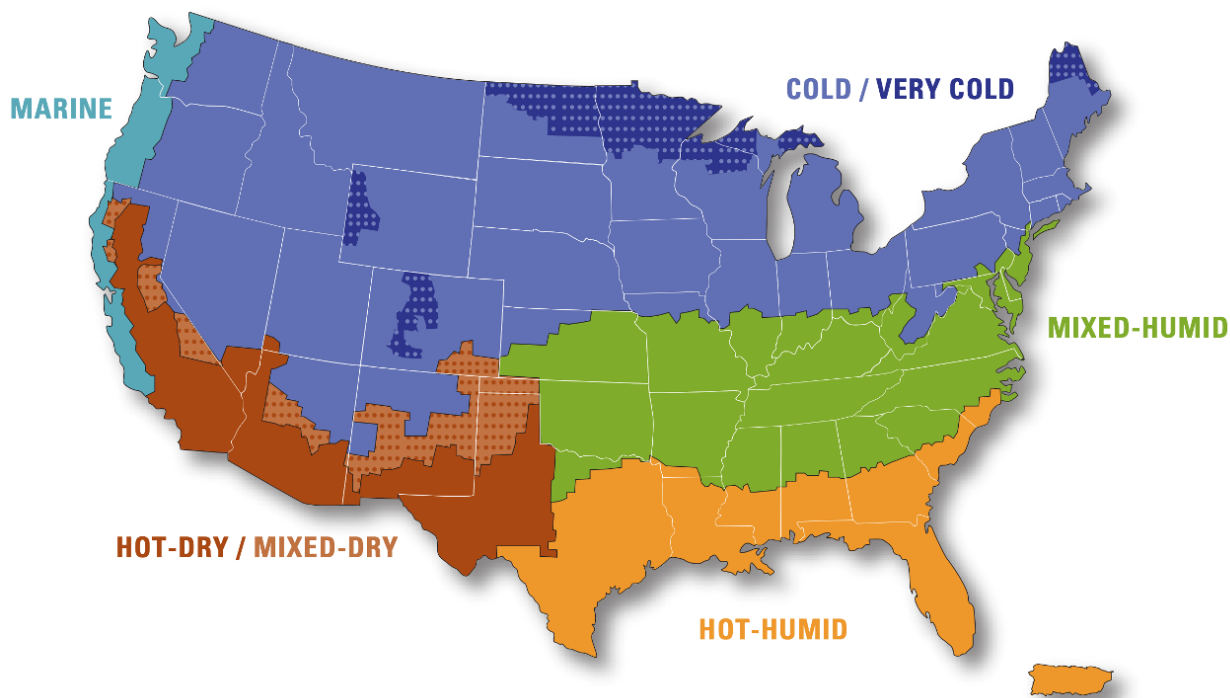 COLD / VERY COLD
MARINE
MIXED-HUMID
HOT-DRY / MIXED-DRY
HOT-HUMID